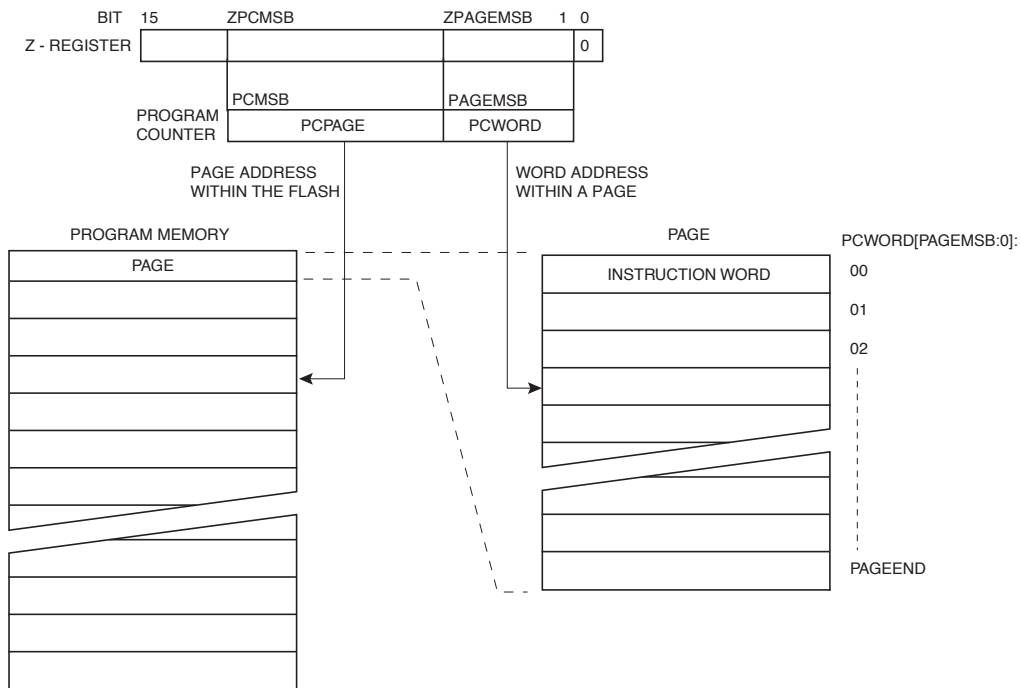 BIT 15 ZPCMSB ZPAGEMSB 1 0
Z - REGISTER 0
PCMSB PAGEMSB
PROGRAM
COUNTER
PCPAGE PCWORD
PAGE ADDRESS
WITHIN THE FLASH
WORD ADDRESS
WITHIN A PAGE
PROGRAM MEMORY
PAGE
PAGE
PCWORD[PAGEMSB:0]:
INSTRUCTION WORD
00
01
02
PAGEEND